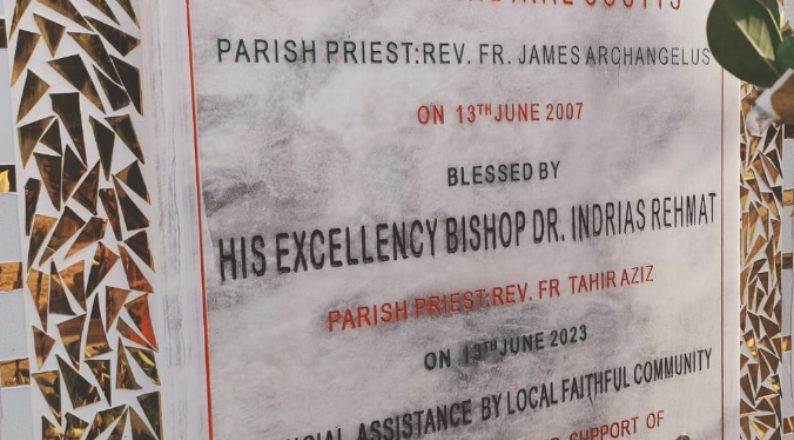 PARISH PRIEST:REV. FR. JAMES ARCHANGELUS
ON 13TH JUNE 2007
BLESSED BY
HIS EXCELLENCY BISHOP DR. INDRIAS REHMAT
PARISH PRIEST:REV. FR TAHIR AZIZ
ON 13TH JUNE 2023
ASSISTANCE BY LOCAL FAITHFUL COMMUNITY
SUPPORT OF